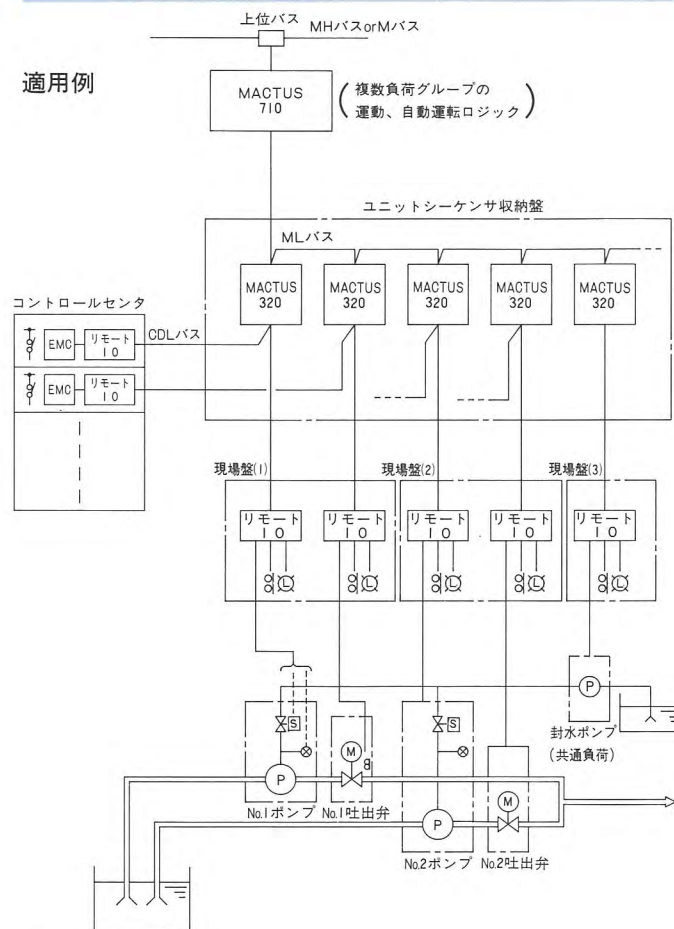 上位バス
MHバスorMバス
適用例
MACTUS
710
複数負荷グループの
運動、自動運転ロジック
ユニットシーケンサ収納盤
MLバス
MACTUS
320
MACTUS
320
MACTUS
320
MACTUS
320
MACTUS
320
コントロールセンタ
EMC
リモート
IO
CDLバス
EMC
リモート
IO
現場盤(1)
現場盤(2)
現場盤(3)
リモート
IO
リモート
IO
リモート
IO
リモート
IO
リモート
IO
L
L
L
L
L
S
S
P
封水ポンプ
(共通負荷)
M
P
No.1ポンプ
No.1吐出弁
M
P
No.2ポンプ
No.2吐出弁